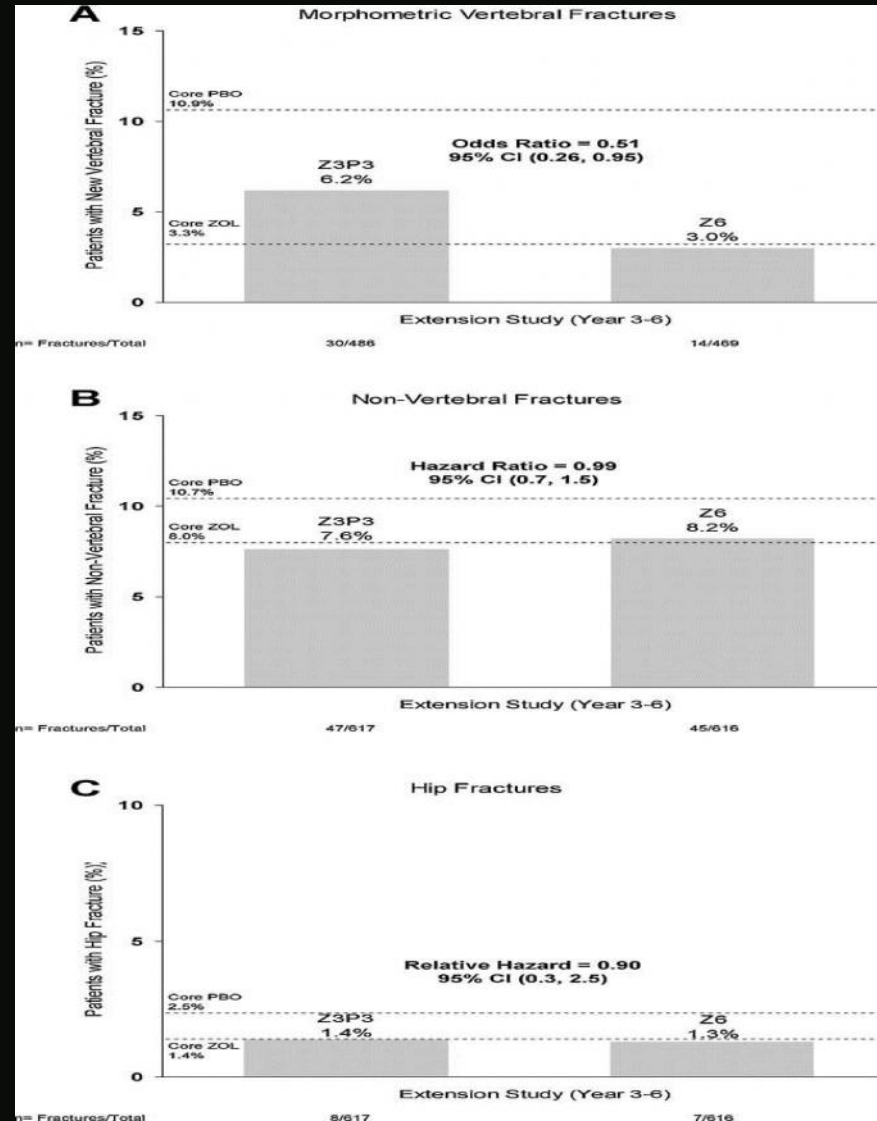 A
Morphometric Vertebral Fractures
Patients with New Vertebral Fracture (%)
15
10
5
0
Core PBO
10.9%
Odds Ratio = 0.51
95% CI (0.26, 0.95)
Z3P3
6.2%
Core ZOL
3.3%
Z6
3.0%
Extension Study (Year 3-6)
n= Fractures/Total
30/486
14/469
B
Non-Vertebral Fractures
Patients with Non-Vertebral Fracture (%)
15
10
5
0
Hazard Ratio = 0.99
95% CI (0.7, 1.5)
Core PBO
10.7%
Core ZOL
8.0%
Z3P3
7.6%
Z6
8.2%
Extension Study (Year 3-6)
n= Fractures/Total
47/617
45/616
C
Hip Fractures
Patients with Hip Fracture (%);
10
5
0
Relative Hazard = 0.90
95% CI (0.3, 2.5)
Core PBO
2.5%
Z3P3
1.4%
Z6
1.3%
Core ZOL
1.4%
Extension Study (Year 3-6)
n= Fractures/Total
8/617
7/616